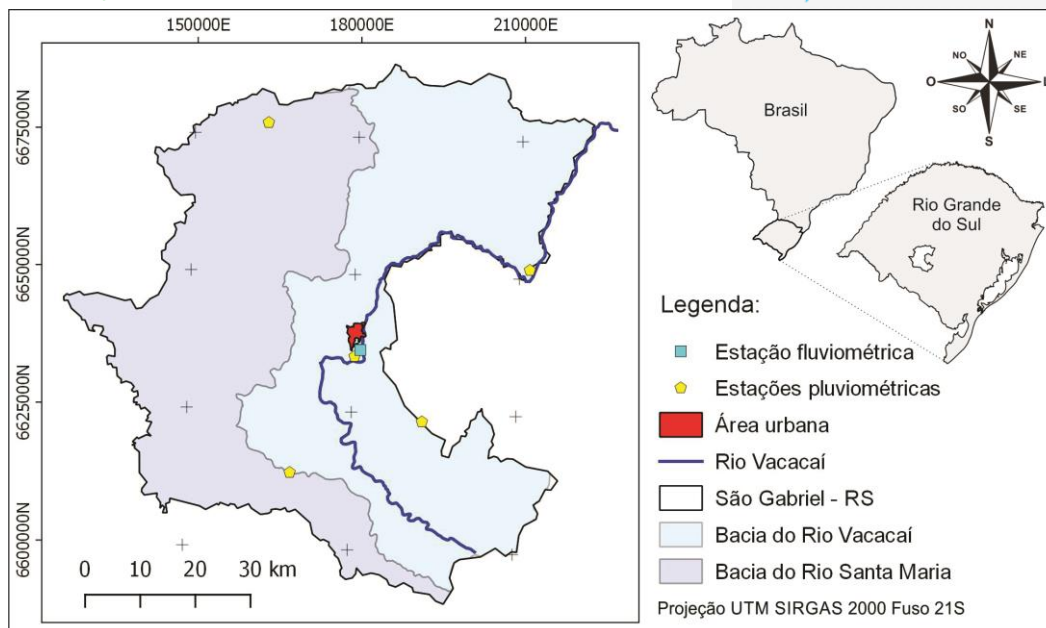 150000E 180000E 210000E
6675000N
6650000N
6625000N
6600000N
0 10 20 30 km
Brasil
Rio Grande
do Sul
N
NO NE
O L
SO SE
S
Legenda:
Estação fluviométrica
Estações pluviométricas
Área urbana
Rio Vacacaí
São Gabriel - RS
Bacia do Rio Vacacaí
Bacia do Rio Santa Maria
Projeção UTM SIRGAS 2000 Fuso 21S